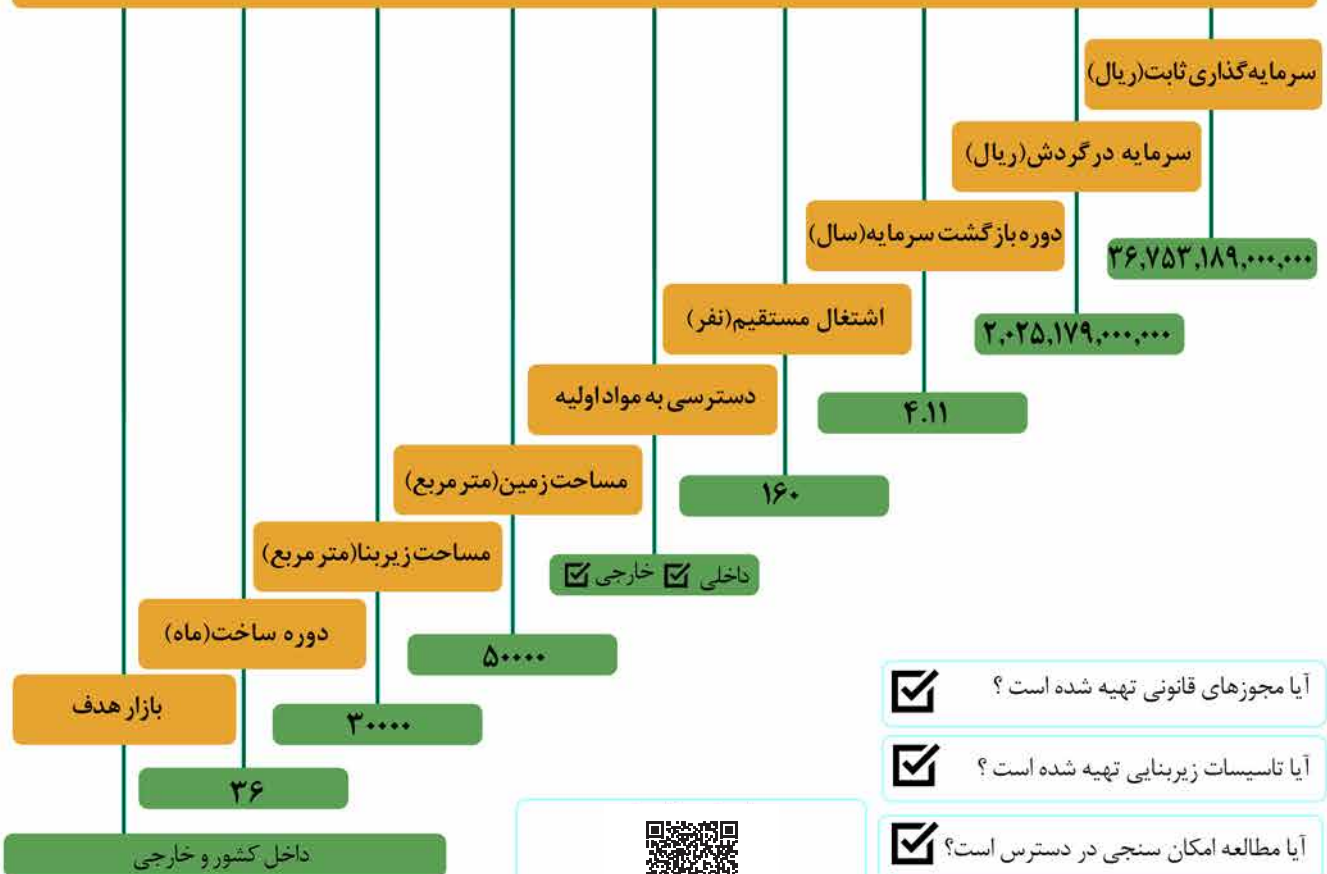 سرمایه‌گذاری ثابت(ریال)
۳۶,۷۵۳,۱۸۹,۰۰۰,۰۰۰
سرمایه در گردش(ریال)
۲,۰۲۵,۱۷۹,۰۰۰,۰۰۰
دوره بازگشت سرمایه(سال)
۴.۱۱
اشتغال مستقیم(نفر)
۱۶۰
دسترسی به مواد اولیه
داخلی ☑ خارجی ☑
مساحت زمین(متر مربع)
۵۰۰۰۰
مساحت زیربنا(متر مربع)
۳۰۰۰۰
دوره ساخت(ماه)
۳۶
بازار هدف
داخل کشور و خارجی
آیا مجوزهای قانونی تهیه شده است ؟ ☑
آیا تاسیسات زیربنایی تهیه شده است ؟ ☑
آیا مطالعه امکان سنجی در دسترس است؟ ☑